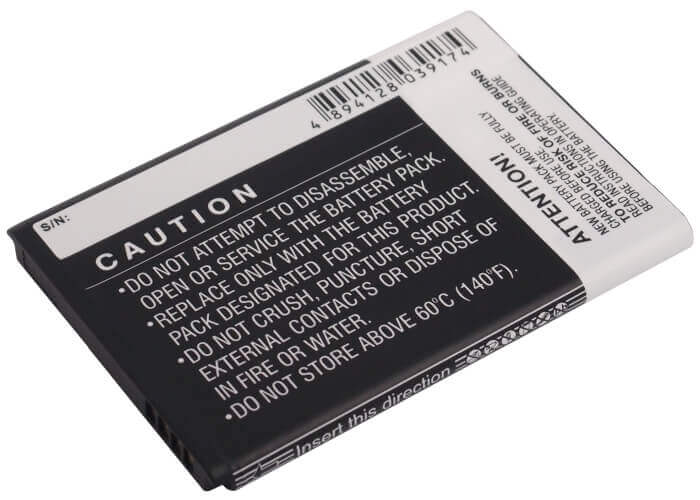 S/N:
4 894128 039174
CAUTION
•DO NOT ATTEMPT TO DISASSEMBLE,
OPEN OR SERVICE THE BATTERY PACK.
•REPLACE ONLY WITH THE BATTERY
PACK DESIGNATED FOR THIS PRODUCT.
•DO NOT CRUSH, PUNCTURE, SHORT
EXTERNAL CONTACTS OR DISPOSE OF
IN FIRE OR WATER.
•DO NOT STORE ABOVE 60°C (140°F).
Insert this direction
ATTENTION!
NEW BATTERY PACK MUST BE FULLY
CHARGED BEFORE USE.
TO REDUCE RISK OF FIRE OR BURNS
READ INSTRUCTIONS IN OPERATING GUIDE
BEFORE USING THE BATTERY.